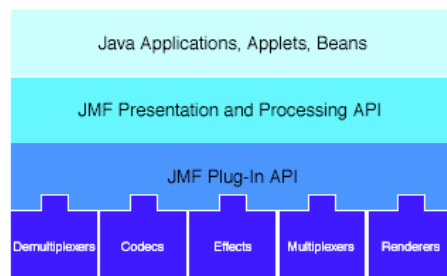 Java Applications, Applets, Beans
JMF Presentation and Processing API
JMF Plug-In API
Demultiplexers Codecs Effects Multiplexers Renderers